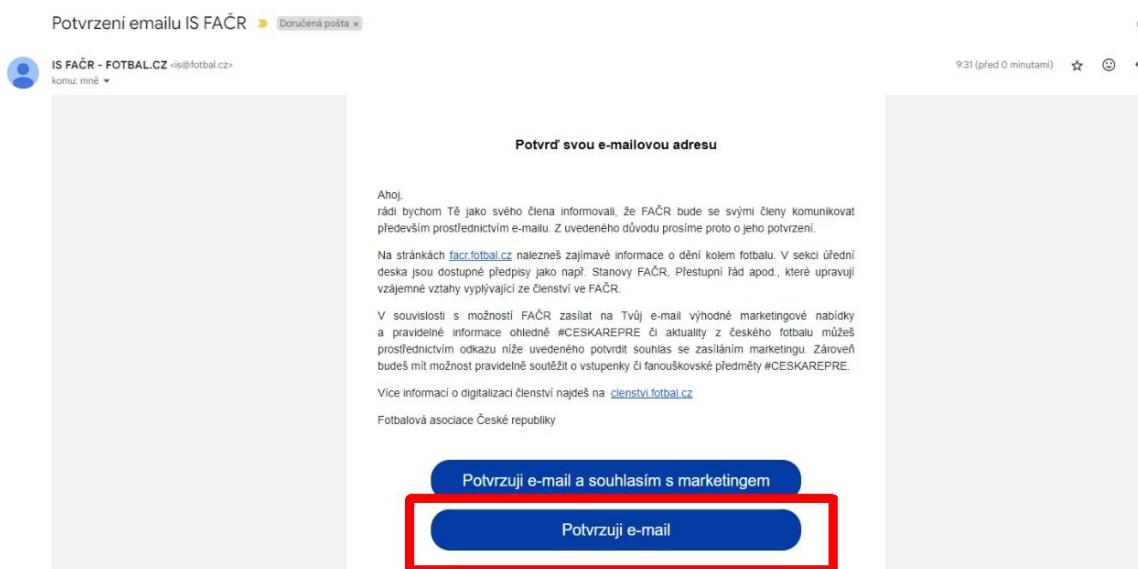 Potvrzení emailu IS FAČR
Doručená pošta ×
IS FAČR - FOTBAL.CZ <is@fotbal.cz>
9:31 (před 0 minutami)
komu: mně
Potvrď svou e-mailovou adresu
Ahoj,
rádi bychom Tě jako svého člena informovali, že FAČR bude se svými členy komunikovat
především prostřednictvím e-mailu. Z uvedeného důvodu prosíme proto o jeho potvrzení.
Na stránkách facr.fotbal.cz nalezneš zajímavé informace o dění kolem fotbalu. V sekci úřední
deska jsou dostupné předpisy jako např. Stanovy FAČR, Přestupní řád apod., které upravují
vzájemné vztahy vyplývající ze členství ve FAČR.
V souvislosti s možností FAČR zasílat na Tvůj e-mail výhodné marketingové nabídky
a pravidelné informace ohledně #CESKAREPRE či aktuality z českého fotbalu můžeš
prostřednictvím odkazu níže uvedeného potvrdit souhlas se zasíláním marketingu. Zároveň
budeš mít možnost pravidelně soutěžit o vstupenky či fanouškovské předměty #CESKAREPRE.
Více informací o digitalizaci členství najdeš na clenstvi.fotbal.cz
Fotbalová asociace České republiky
Potvrzuji e-mail a souhlasím s marketingem
Potvrzuji e-mail